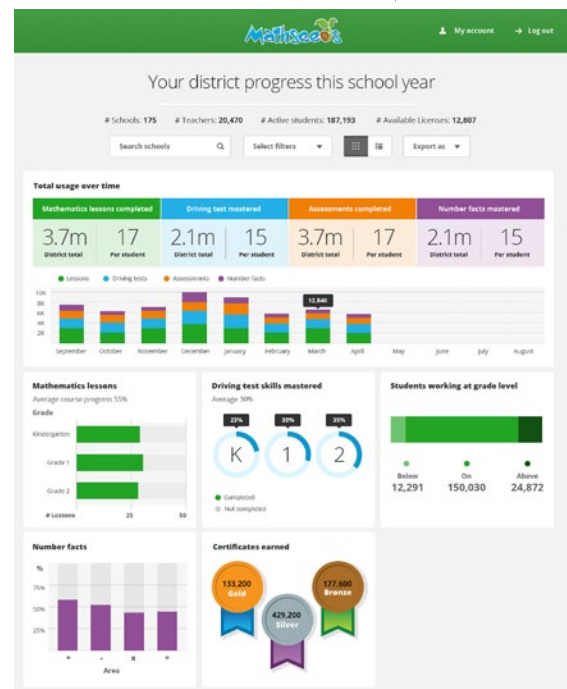 Mathseeds
My account
Log out
Your district progress this school year
# Schools: 175 # Teachers: 20,470 # Active students: 187,193 # Available Licenses: 12,807
Search schools
Select filters
Export as
Total usage over time
Mathematics lessons completed
Driving test mastered
Assessments completed
Number facts mastered
3.7m 17 2.1m 15 3.7m 17 2.1m 15
District total Per student District total Per student District total Per student District total Per student
Lessons Driving tests Assessments Number facts
10K
8K
6K
4K
2K
12,840
September October November December January February March April May June July August
Mathematics lessons
Average course progress 55%
Grade
Kindergarten
Grade 1
Grade 2
# Lessons 25 50
Driving test skills mastered
Average 30%
23% 30% 35%
K 1 2
Completed
Not completed
Students working at grade level
Below On Above
12,291 150,030 24,872
Number facts
%
75%
50%
25%
+ - x ÷
Area
Certificates earned
133,200
Gold
429,200
Silver
177,600
Bronze